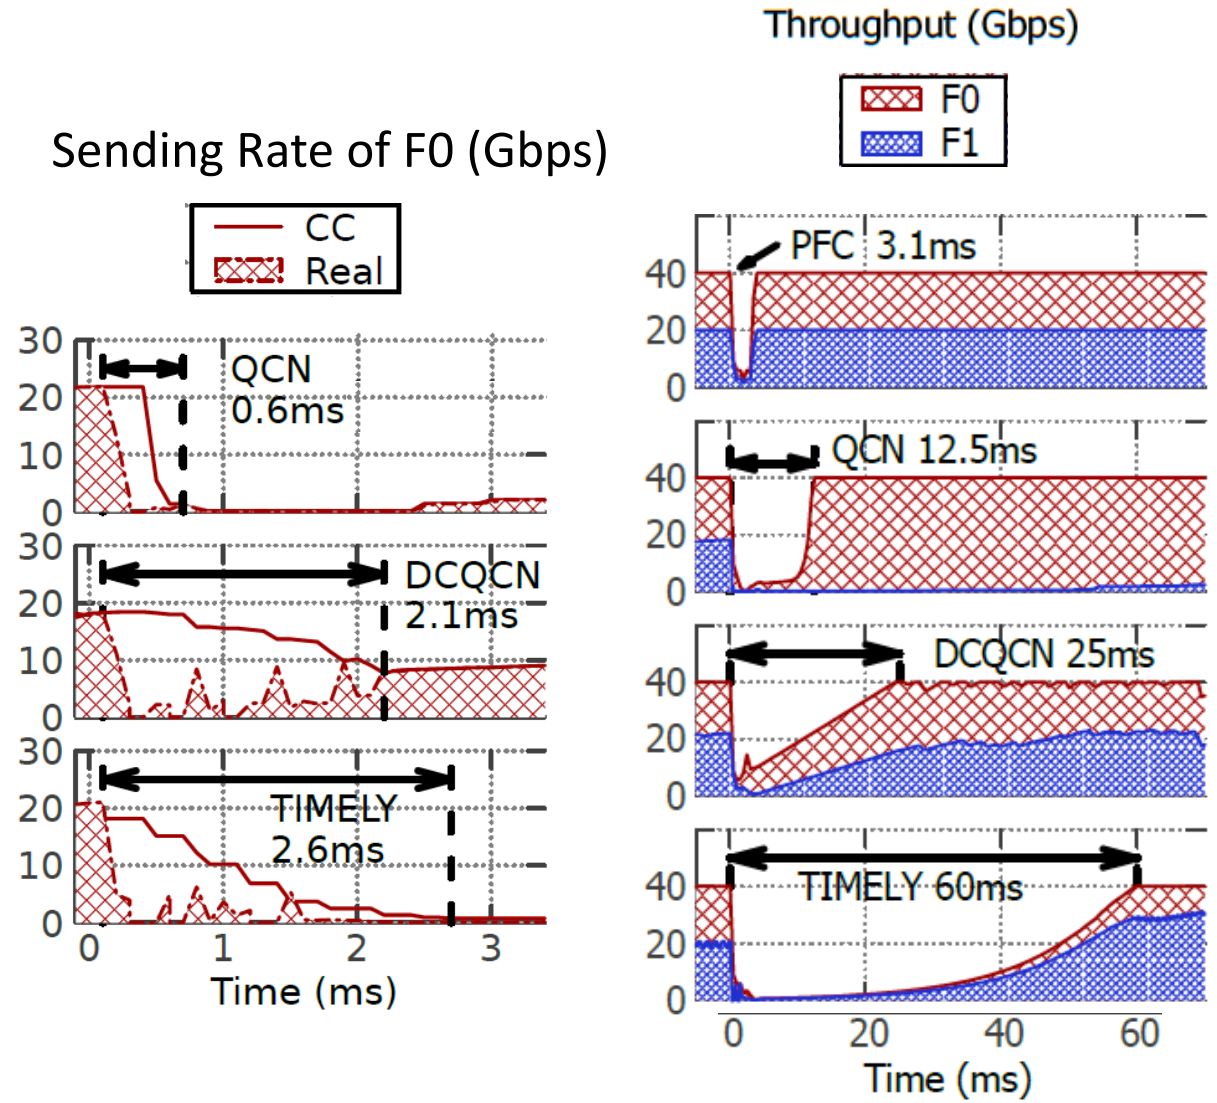 Throughput (Gbps)
F0
F1
Sending Rate of F0 (Gbps)
CC
Real
30
20
10
0
QCN
0.6ms
30
20
10
0
DCQCN
2.1ms
30
20
10
0
TIMELY
2.6ms
0 1 2 3
Time (ms)
40
20
0
PFC 3.1ms
40
20
0
QCN 12.5ms
40
20
0
DCQCN 25ms
40
20
0
TIMELY 60ms
0 20 40 60
Time (ms)